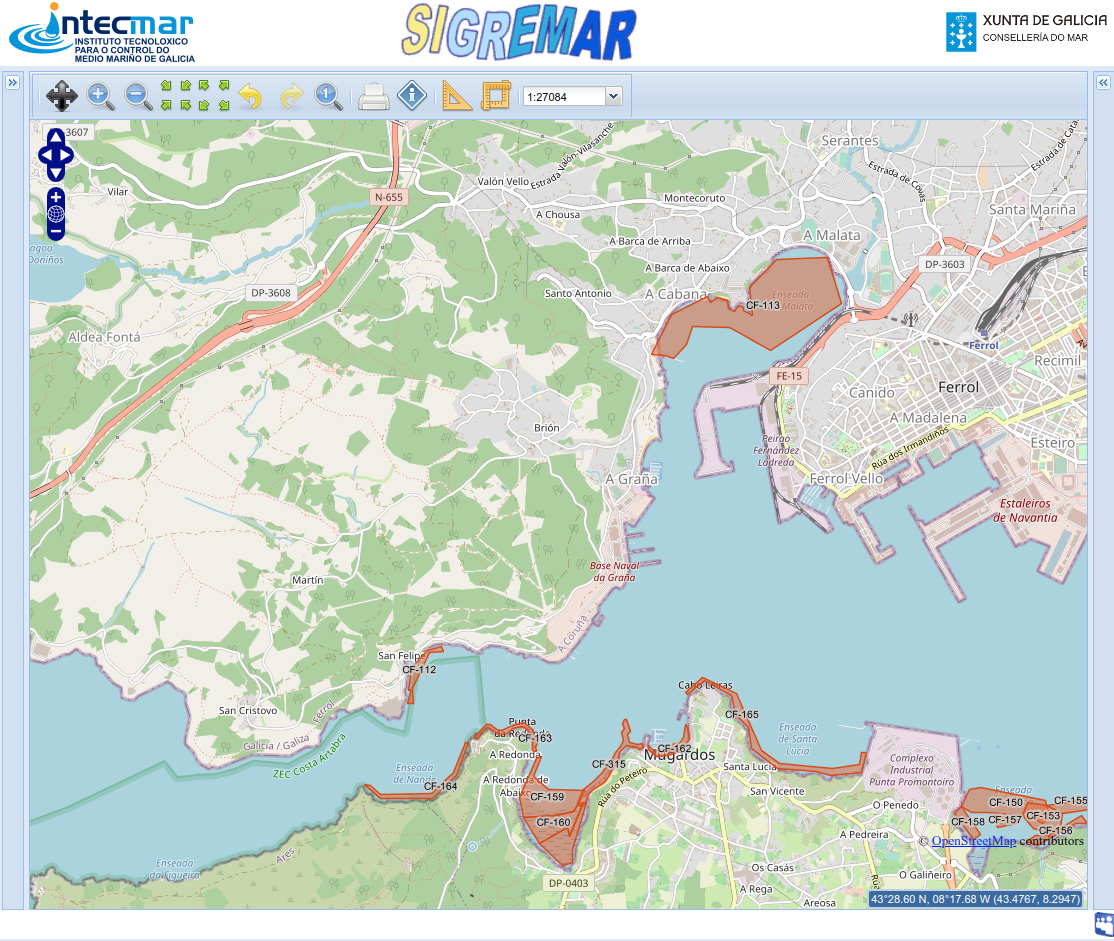 intecmar
INSTITUTO TECNOLOXICO
PARA O CONTROL DO
MEDIO MARIÑO DE GALICIA
SIGREMAR
XUNTA DE GALICIA
CONSELLERÍA DO MAR
1:27084
3607
Serantes
Estrada Valón-Vilasanche
Estrada de Covas
Estrada de Cata
Valón Vello
Vilar
N-655
Montecoruto
Santa Mariña
A Chousa
A Malata
A Barca de Arriba
agoa
Doniños
DP-3603
A Barca de Abaixo
DP-3608
Santo Antonio
A Cabana
Enseada
Malata
CF-113
Aldea Fontá
Ferrol
Recimil
FE-15
Ferrol
Canido
A Madalena
Brión
Rúa dos Irmandiños
Esteiro
Peirao
Fernández
Ladreda
A Graña
Ferrol Vello
Estaleiros
de Navantia
Base Naval
da Graña
Martín
A Coruña
San Felipe
CF-112
Cabo Leiras
San Cristovo
Ferrol
CF-165
Punta
da Redonda
CF-163
Enseada
de Santa
Lucía
Galicia / Galiza
ZEC Costa Artabra
CF-162
Mugardos
A Redonda
CF-315
Santa Lucía
Complexo
Industrial
Punta Promontoiro
Enseada
de Nande
A Redonda de
Abaixo
Rúa do Peteiro
CF-164
San Vicente
Enseada
CF-159
CF-150
CF-155
O Penedo
CF-160
CF-158
CF-157
CF-153
CF-156
A Pedreira
© OpenStreetMap contributors
Ares
Enseada
da Figueira
Os Casás
O Galiñeiro
DP-0403
A Rega
Rúa
Areosa
43°28.60 N, 08°17.68 W (43.4767, 8.2947)